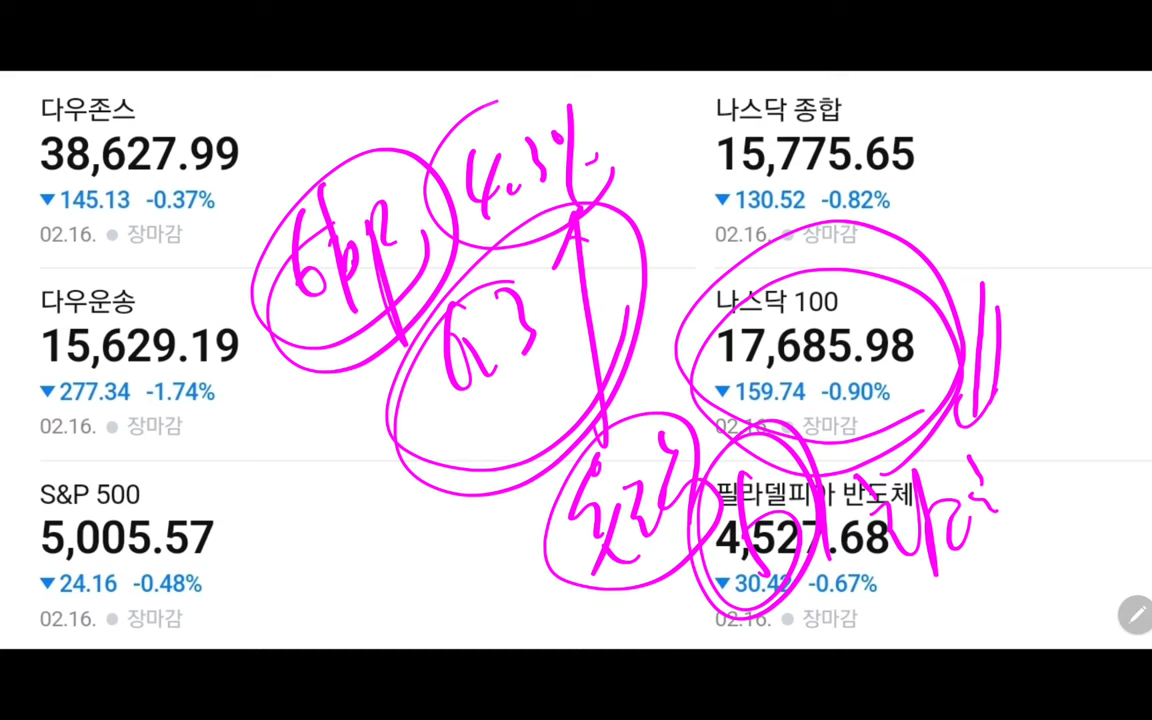 다우존스
38,627.99
▼145.13 -0.37%
02.16. ● 장마감
나스닥 종합
15,775.65
▼130.52 -0.82%
02.16. ● 장마감
다우운송
15,629.19
▼277.34 -1.74%
02.16. ● 장마감
나스닥 100
17,685.98
▼159.74 -0.90%
02.16. ● 장마감
S&P 500
5,005.57
▼24.16 -0.48%
02.16. ● 장마감
필라델피아 반도체
4,527.68
▼30.42 -0.67%
02.16. ● 장마감
4.3%